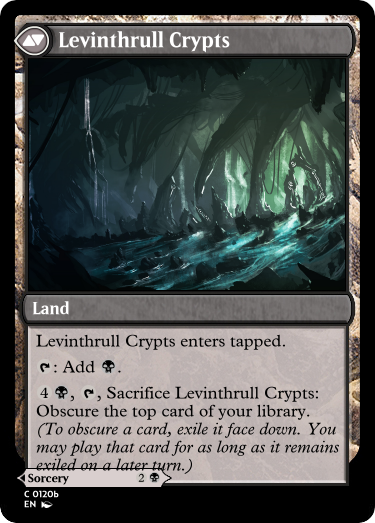 Levinthrull Crypts
Land
Levinthrull Crypts enters tapped.
: Add .
4 , , Sacrifice Levinthrull Crypts:
Obscure the top card of your library.
(To obscure a card, exile it face down. You
may play that card for as long as it remains
exiled on a later turn.)
Sorcery 2
C 0120b
EN